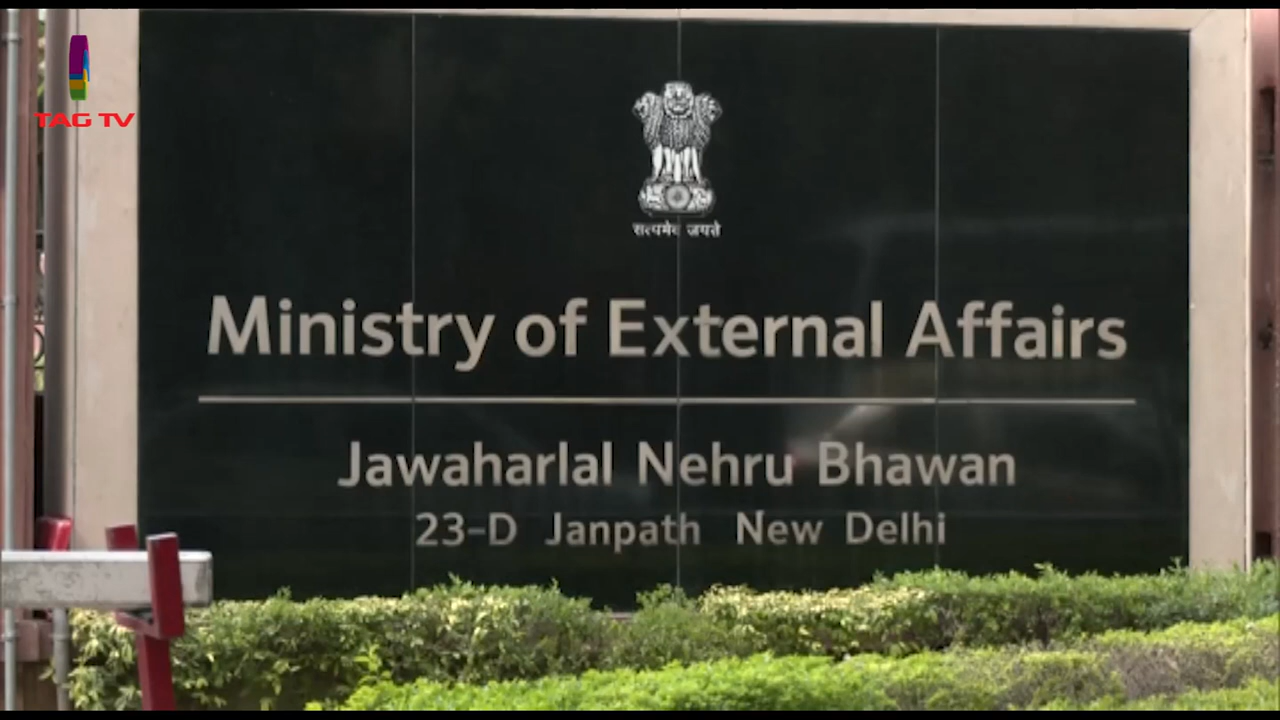 TAG TV
सत्यमेव जयते
Ministry of External Affairs
Jawaharlal Nehru Bhawan
23-D Janpath New Delhi